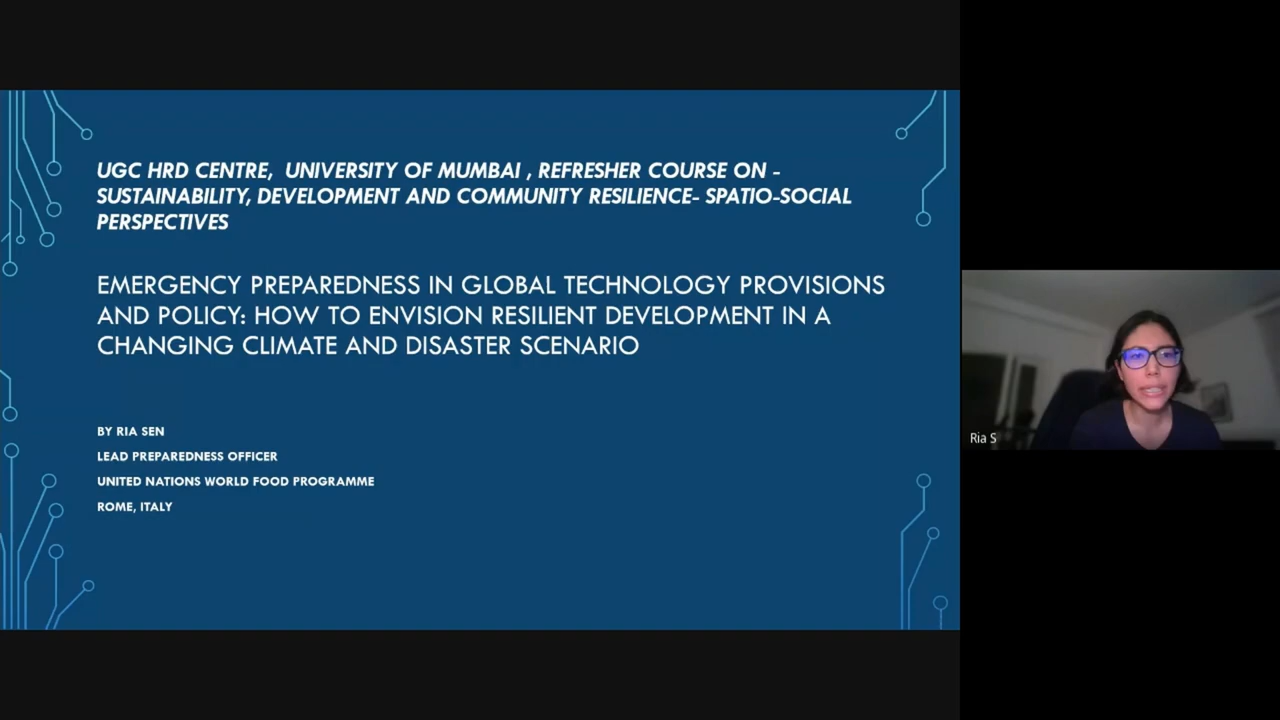 UGC HRD CENTRE, UNIVERSITY OF MUMBAI , REFRESHER COURSE ON -
SUSTAINABILITY, DEVELOPMENT AND COMMUNITY RESILIENCE- SPATIO-SOCIAL
PERSPECTIVES
EMERGENCY PREPAREDNESS IN GLOBAL TECHNOLOGY PROVISIONS
AND POLICY: HOW TO ENVISION RESILIENT DEVELOPMENT IN A
CHANGING CLIMATE AND DISASTER SCENARIO
BY RIA SEN
LEAD PREPAREDNESS OFFICER
UNITED NATIONS WORLD FOOD PROGRAMME
ROME, ITALY
Ria S